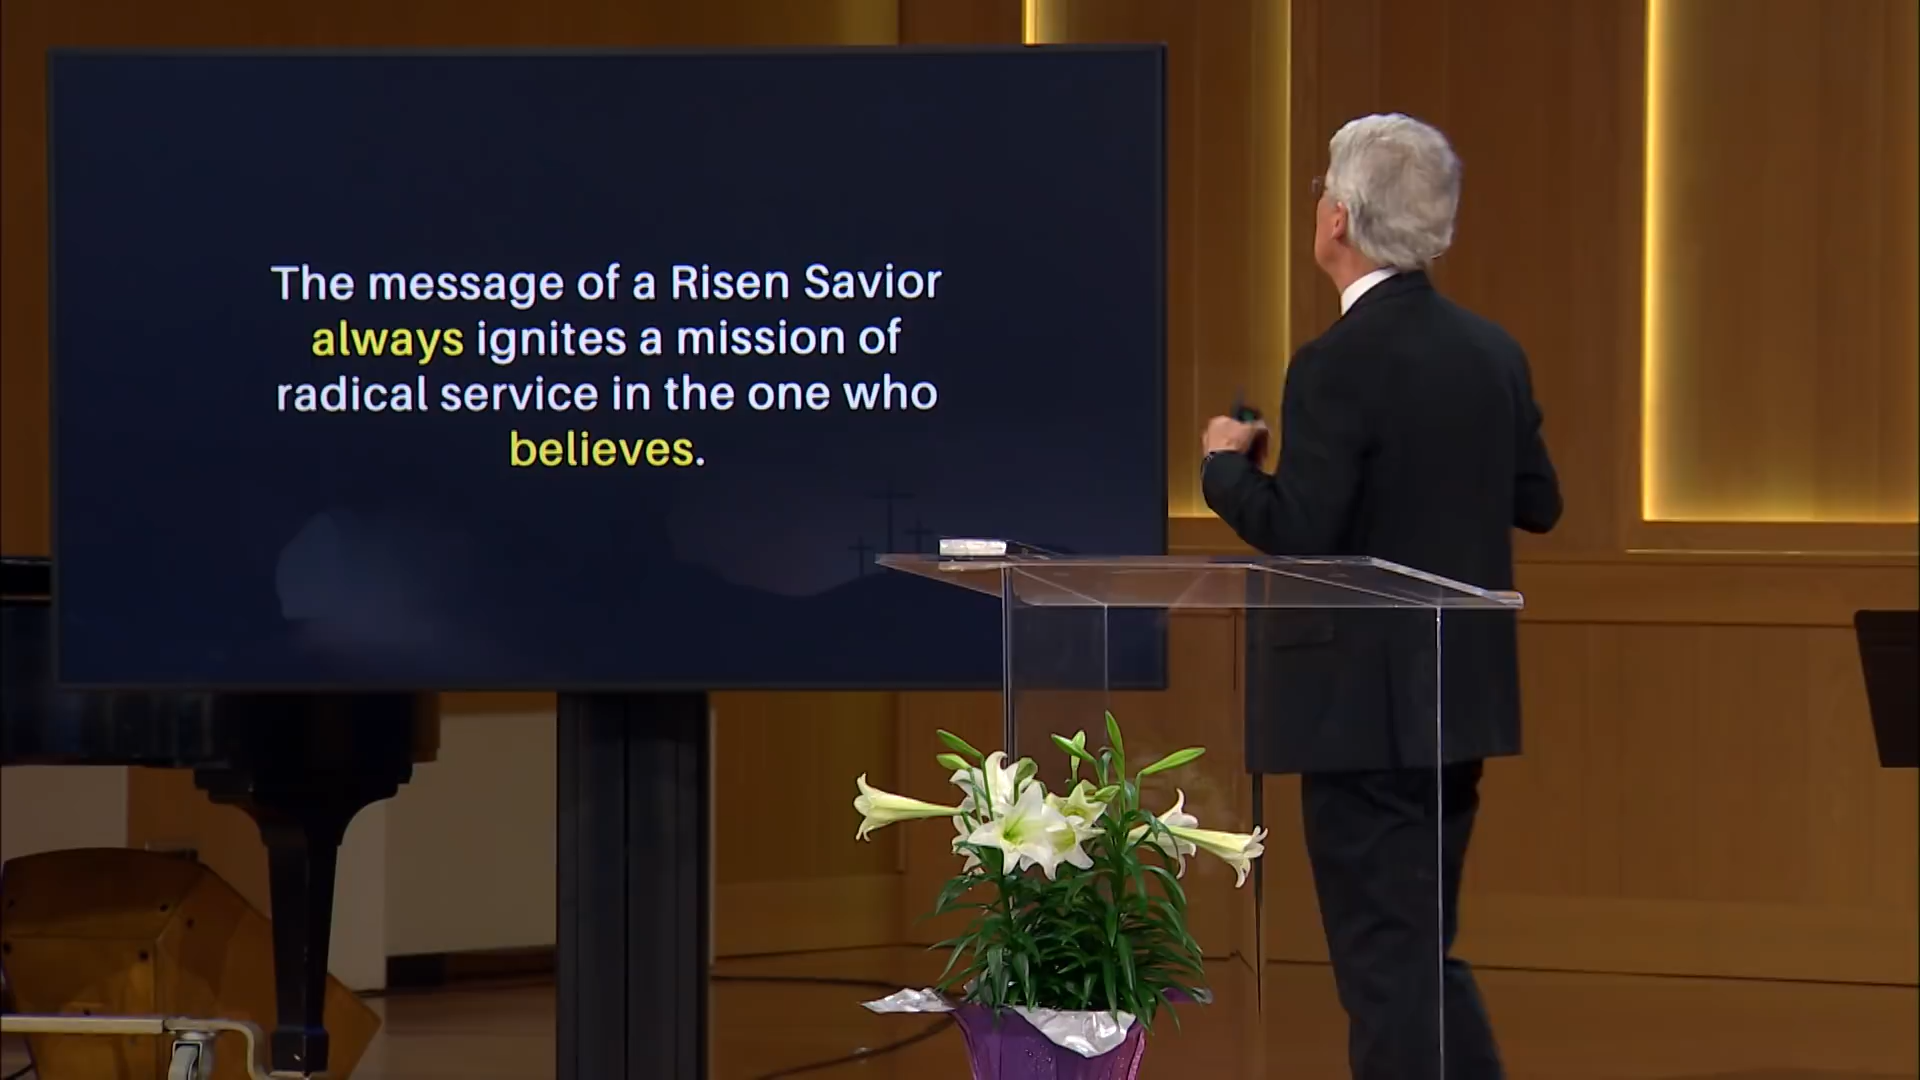 The message of a Risen Savior
always ignites a mission of
radical service in the one who
believes.